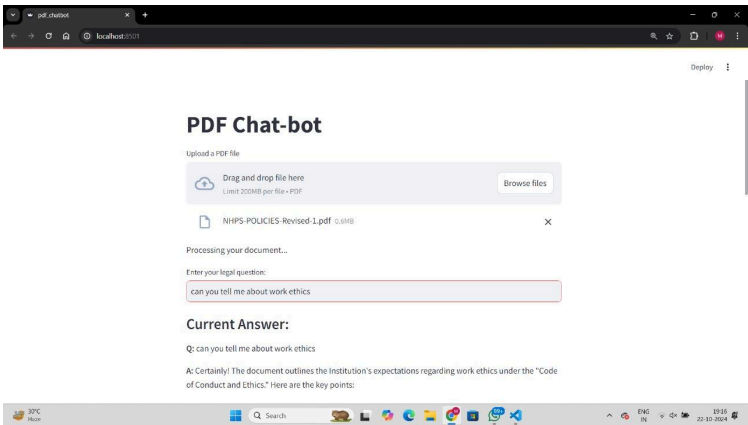 pdf_chatbot
localhost:8501
Deploy
PDF Chat-bot
Upload a PDF file
Drag and drop file here
Limit 200MB per file • PDF
Browse files
NHPS-POLICIES-Revised-1.pdf 0.6MB
Processing your document...
Enter your legal question:
can you tell me about work ethics
Current Answer:
Q: can you tell me about work ethics
A: Certainly! The document outlines the Institution's expectations regarding work ethics under the "Code
of Conduct and Ethics." Here are the key points:
30°C
Haze
Search
99+
ENG
IN
19:16
22-10-2024